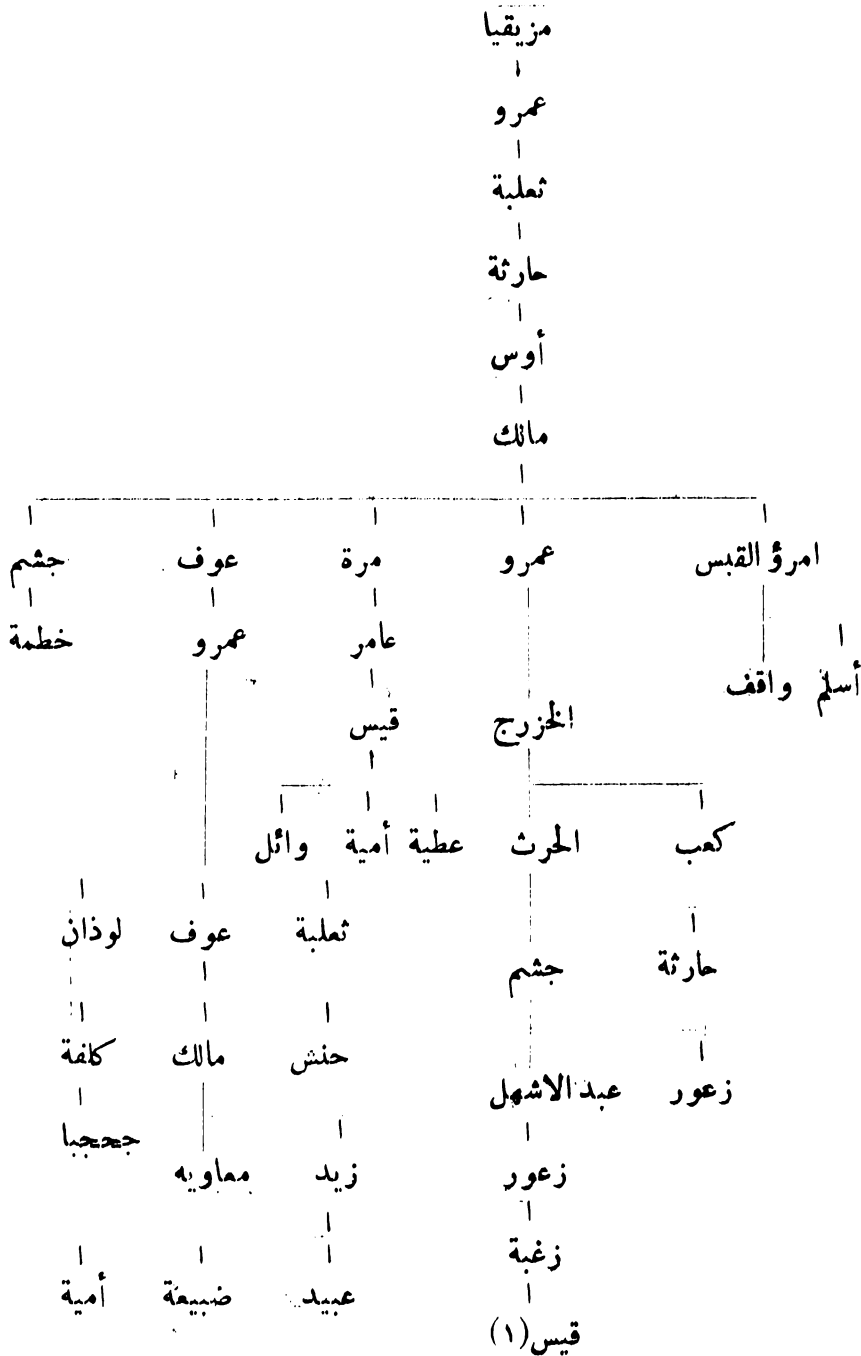 مزيقيا
عمرو
ثعلبة
حارثة
أوس
مالك
امرؤ القبس عمرو مرة عوف جشم
عامر عمرو خطمة
أسلم واقف
الخزرج قيس
كعب الحرث عطية أمية وائل
ثعلبة عوف لوذان
حارثة جشم
حنش مالك كلفة
زعور عبد الاشهل
جحجبا
زعور زيد معاويه
زغبة
عبيد ضبيعة أمية
قيس (١)